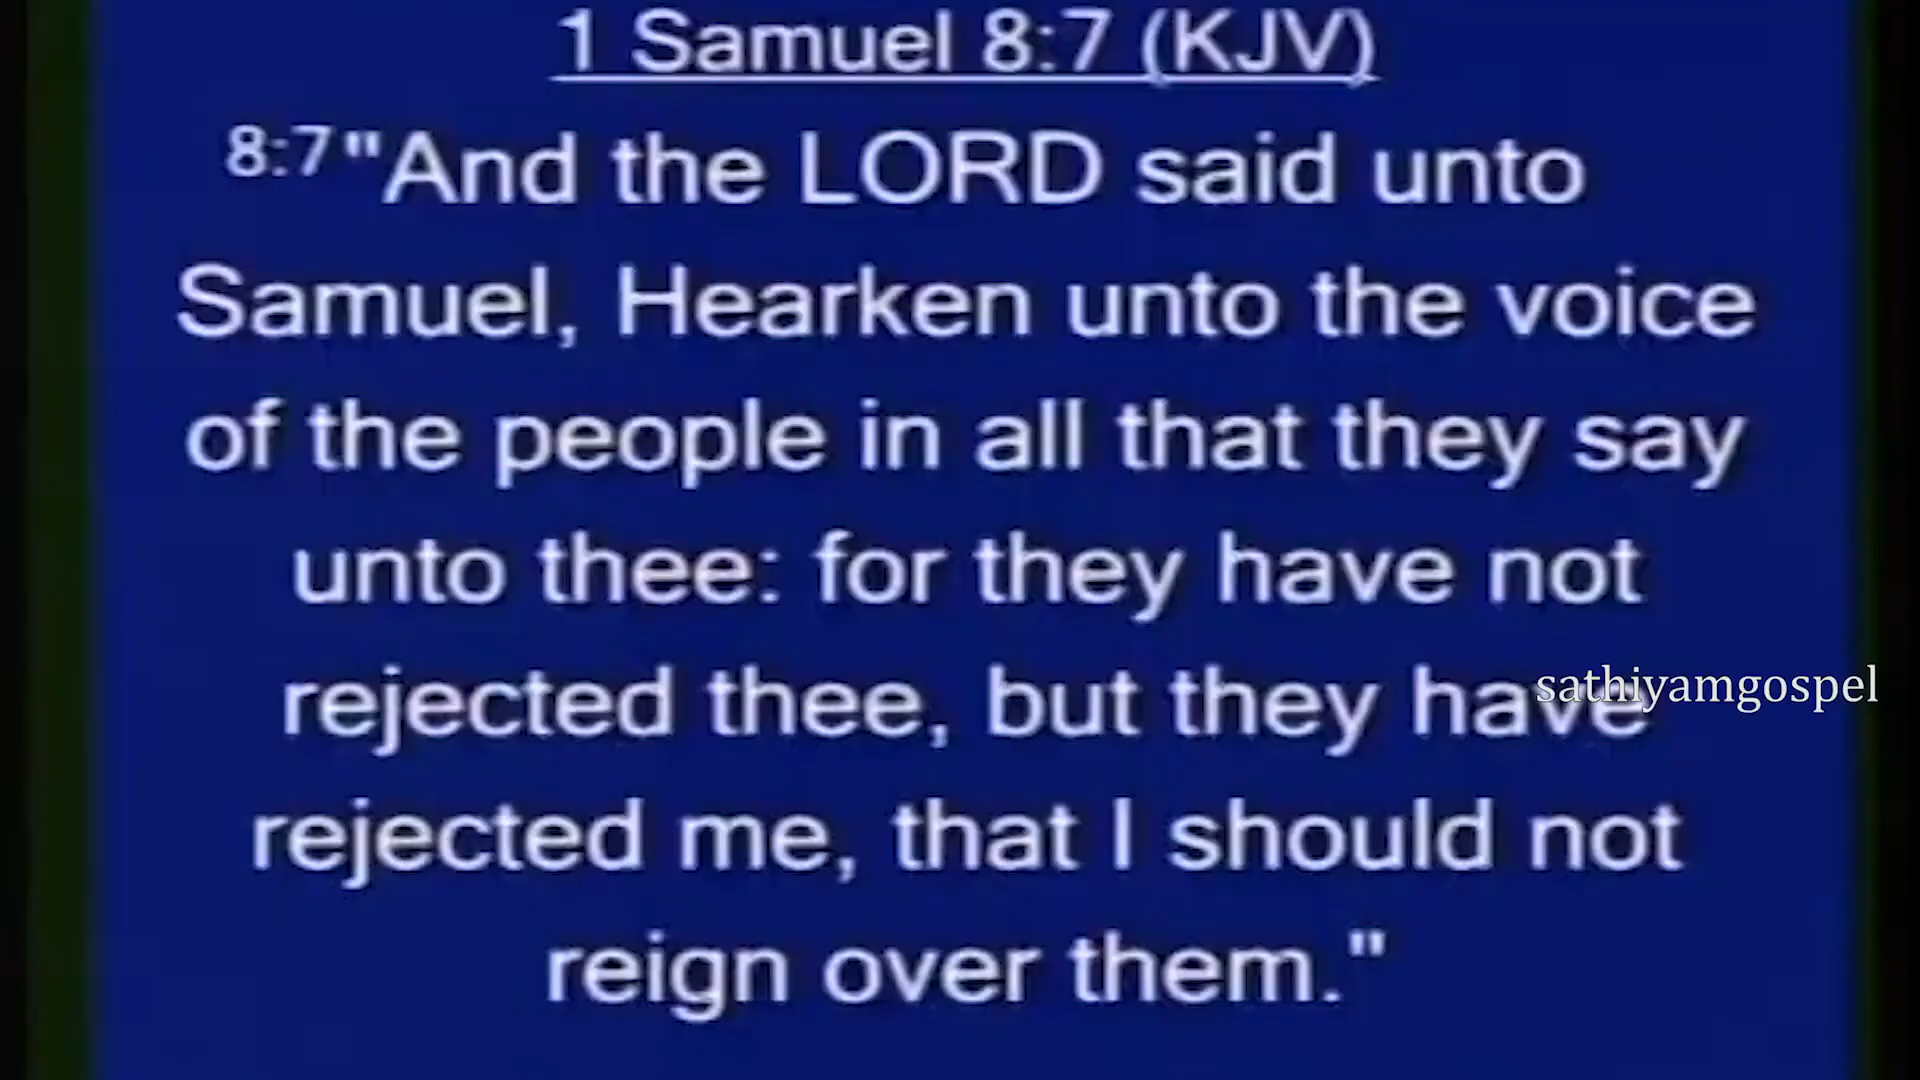 1 Samuel 8:7 (KJV)
8:7"And the LORD said unto
Samuel, Hearken unto the voice
of the people in all that they say
unto thee: for they have not
rejected thee, but they have
sathiyamgospel
rejected me, that I should not
reign over them."